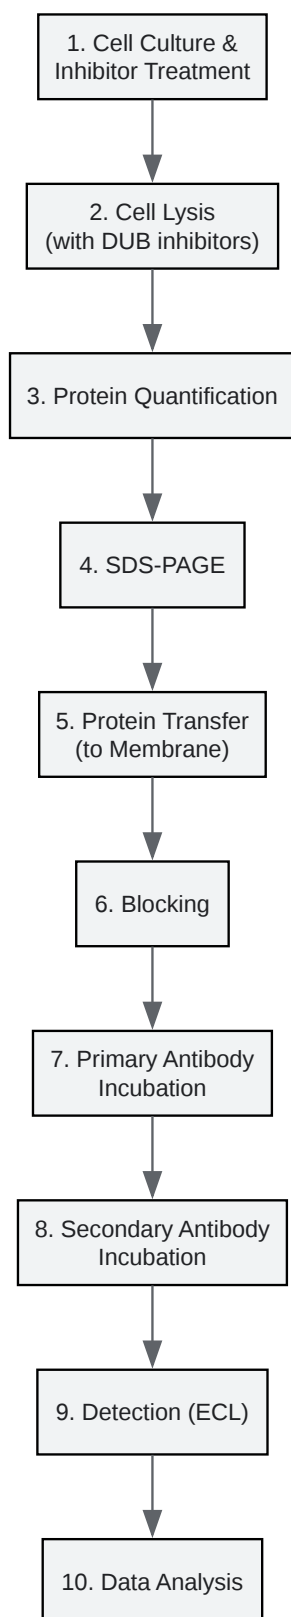 1. Cell Culture &
Inhibitor Treatment
2. Cell Lysis
(with DUB inhibitors)
3. Protein Quantification
4. SDS-PAGE
5. Protein Transfer
(to Membrane)
6. Blocking
7. Primary Antibody
Incubation
8. Secondary Antibody
Incubation
9. Detection (ECL)
10. Data Analysis